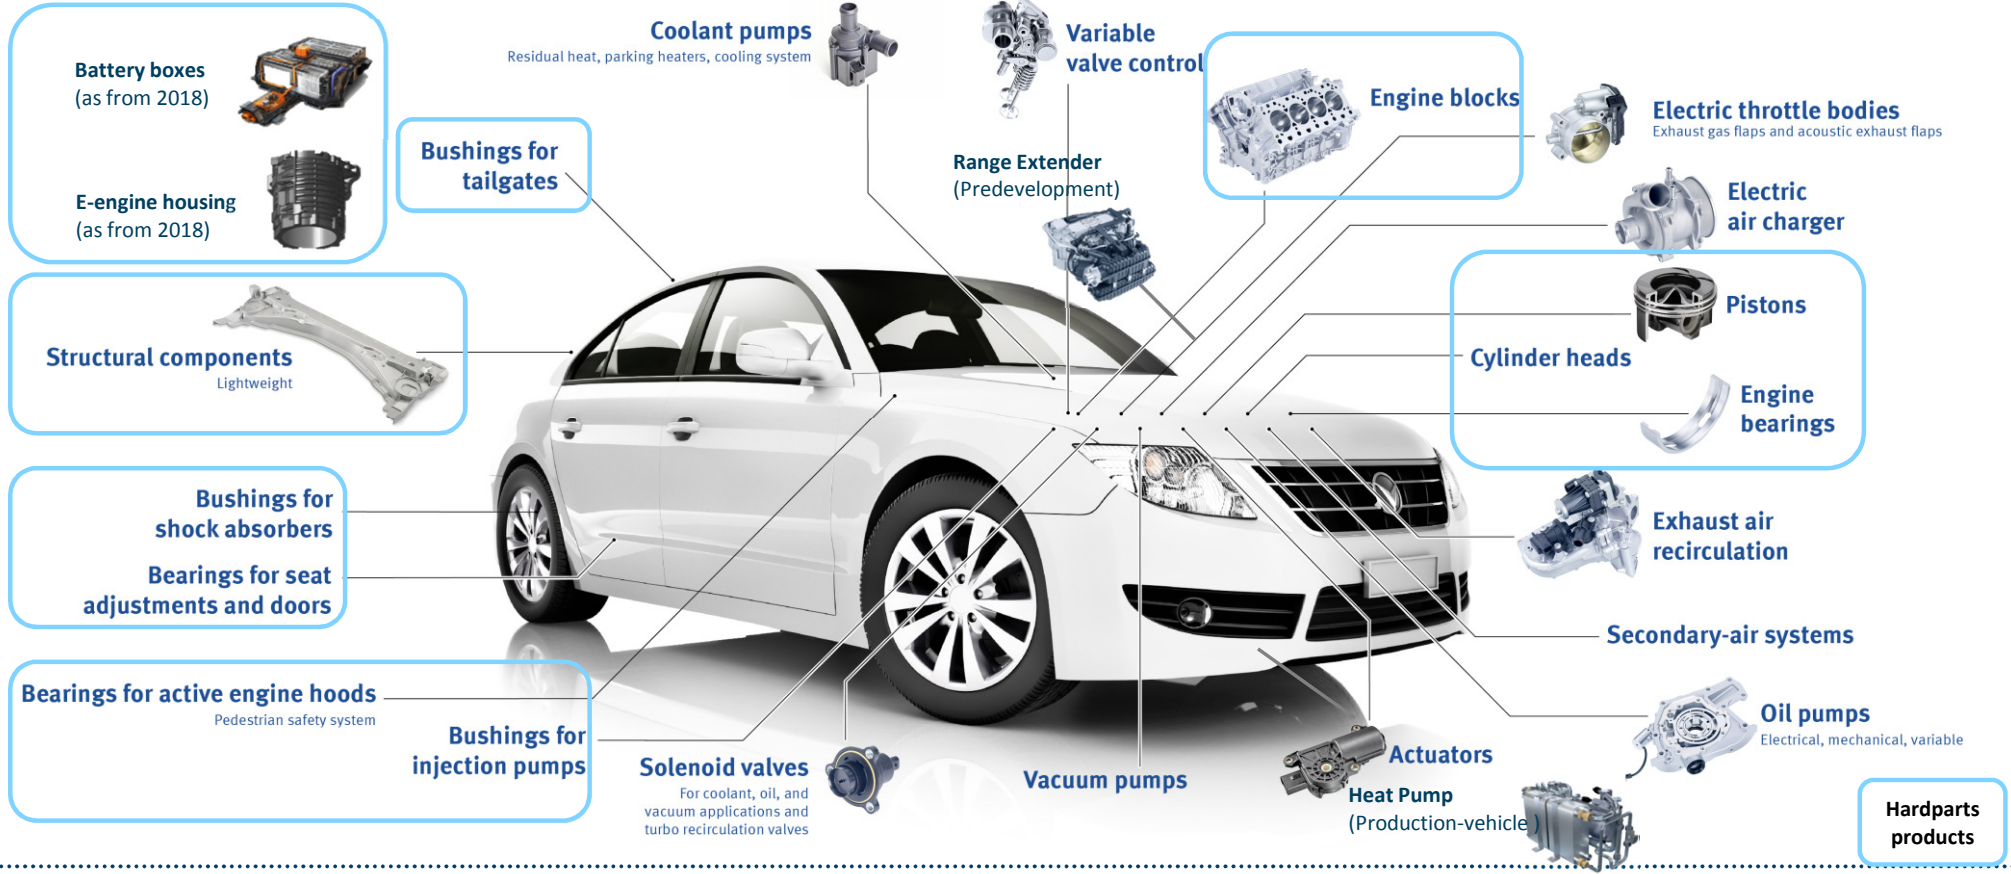 Battery boxes
(as from 2018)
E-engine housing
(as from 2018)
Bushings for
tailgates
Coolant pumps
Residual heat, parking heaters, cooling system
Variable
valve control
Range Extender
(Predevelopment)
Engine blocks
Electric throttle bodies
Exhaust gas flaps and acoustic exhaust flaps
Electric
air charger
Pistons
Cylinder heads
Engine
bearings
Structural components
Lightweight
Bushings for
shock absorbers
Bearings for seat
adjustments and doors
Exhaust air
recirculation
Secondary-air systems
Bearings for active engine hoods
Pedestrian safety system
Bushings for
injection pumps
Solenoid valves
For coolant, oil, and
vacuum applications and
turbo recirculation valves
Vacuum pumps
Actuators
Heat Pump
(Production-vehicle )
Oil pumps
Electrical, mechanical, variable
Hardparts
products